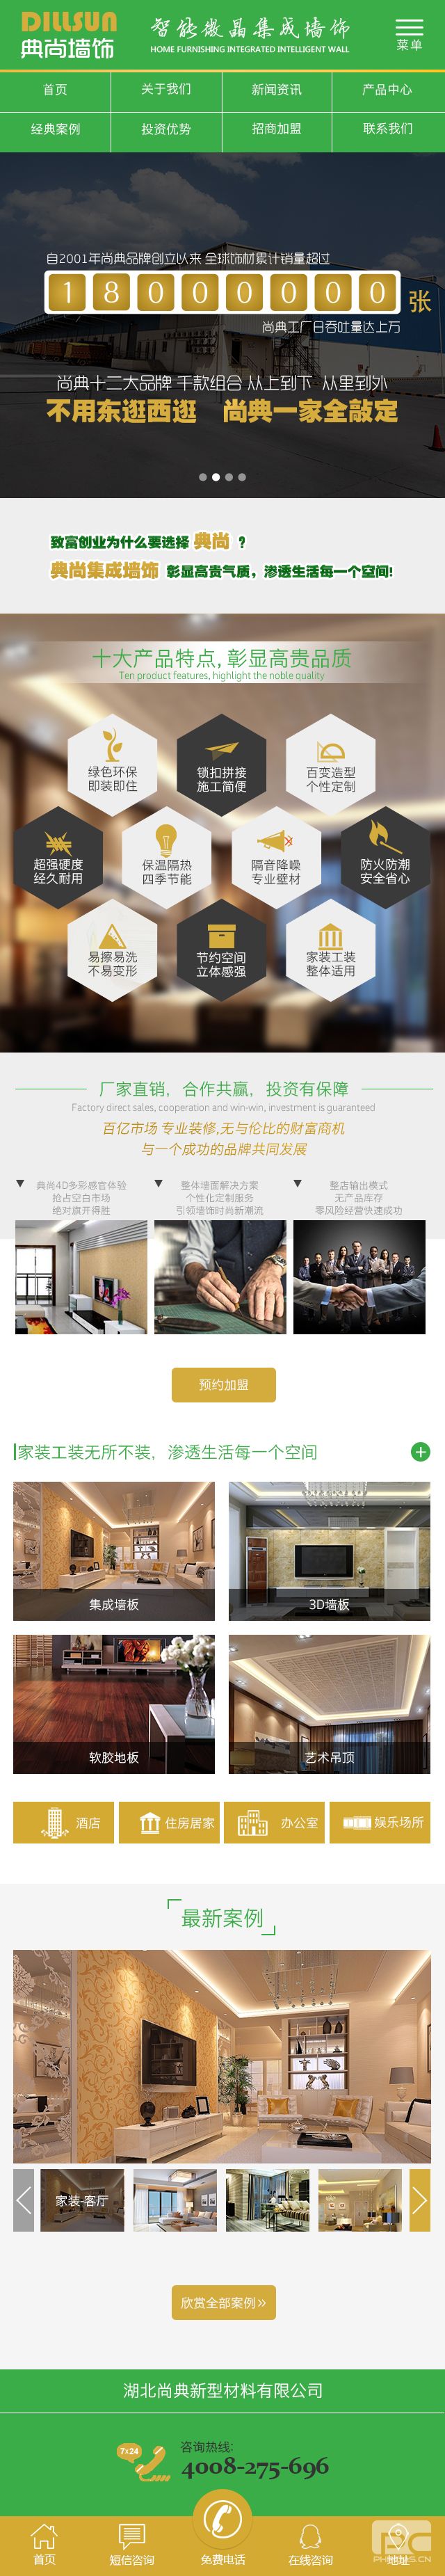 DILLSUN
典尚墙饰
智能微晶集成墙饰
HOME FURNISHING INTEGRATED INTELLIGENT WALL
菜单
首页 关于我们 新闻资讯 产品中心
经典案例 投资优势 招商加盟 联系我们
自2001年尚典品牌创立以来 全球饰材累计销量超过
1 8 0 0 0 0 0 0 张
尚典工厂日吞吐量达上万
尚典十二大品牌 千款组合 从上到下 从里到外
不用东逛西逛 尚典一家全敲定
致富创业为什么要选择 典尚 ？
典尚集成墙饰 彰显高贵气质，渗透生活每一个空间!
十大产品特点,彰显高贵品质
Ten product features, highlight the noble quality
绿色环保
即装即住
锁扣拼接
施工简便
百变造型
个性定制
超强硬度
经久耐用
保温隔热
四季节能
隔音降噪
专业壁材
防火防潮
安全省心
易擦易洗
不易变形
节约空间
立体感强
家装工装
整体适用
厂家直销，合作共赢，投资有保障
Factory direct sales, cooperation and win-win, investment is guaranteed
百亿市场 专业装修,无与伦比的财富商机
与一个成功的品牌共同发展
典尚4D多彩感官体验
抢占空白市场
绝对旗开得胜
整体墙面解决方案
个性化定制服务
引领墙饰时尚新潮流
整店输出模式
无产品库存
零风险经营快速成功
预约加盟
家装工装无所不装，渗透生活每一个空间
集成墙板
3D墙板
软胶地板
艺术吊顶
酒店
住房居家
办公室
娱乐场所
最新案例
家装-客厅
欣赏全部案例»
湖北尚典新型材料有限公司
7x24
咨询热线:
4008-275-696
首页 短信咨询 免费电话 在线咨询 地址